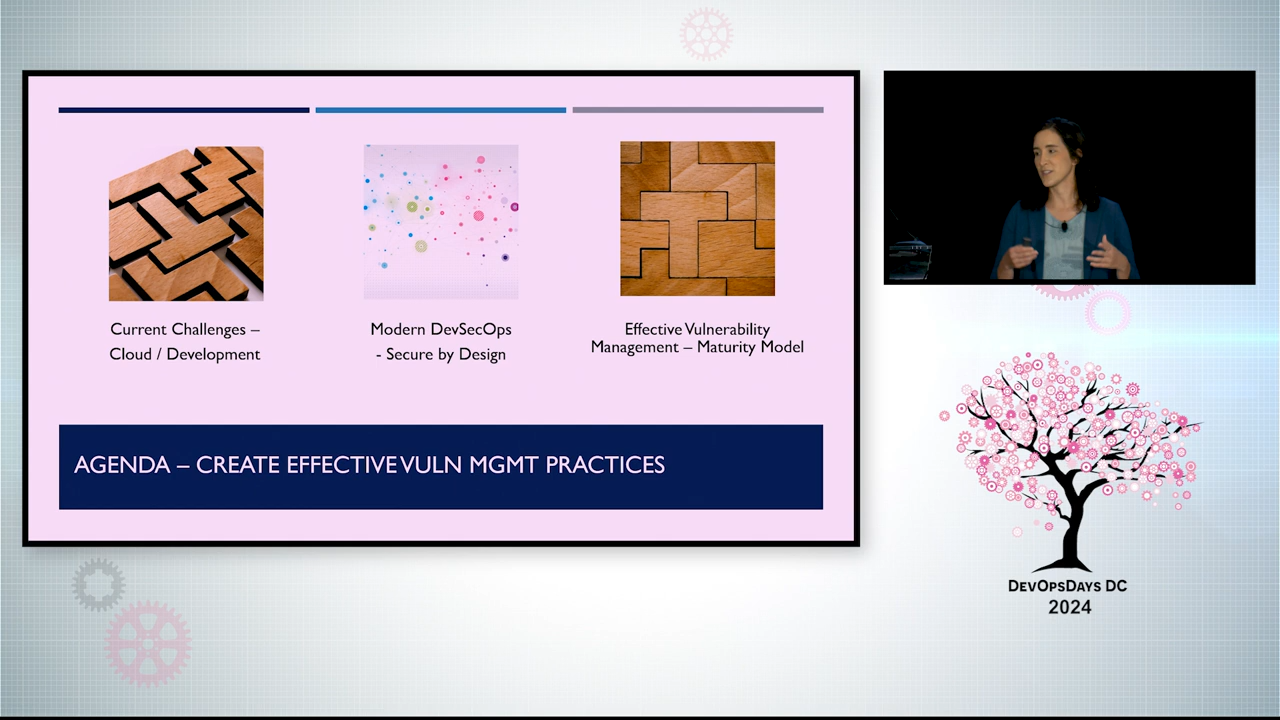 Current Challenges –
Cloud / Development
Modern DevSecOps
- Secure by Design
Effective Vulnerability
Management – Maturity Model
AGENDA – CREATE EFFECTIVE VULN MGMT PRACTICES
DEVOPSDAYS DC
2024